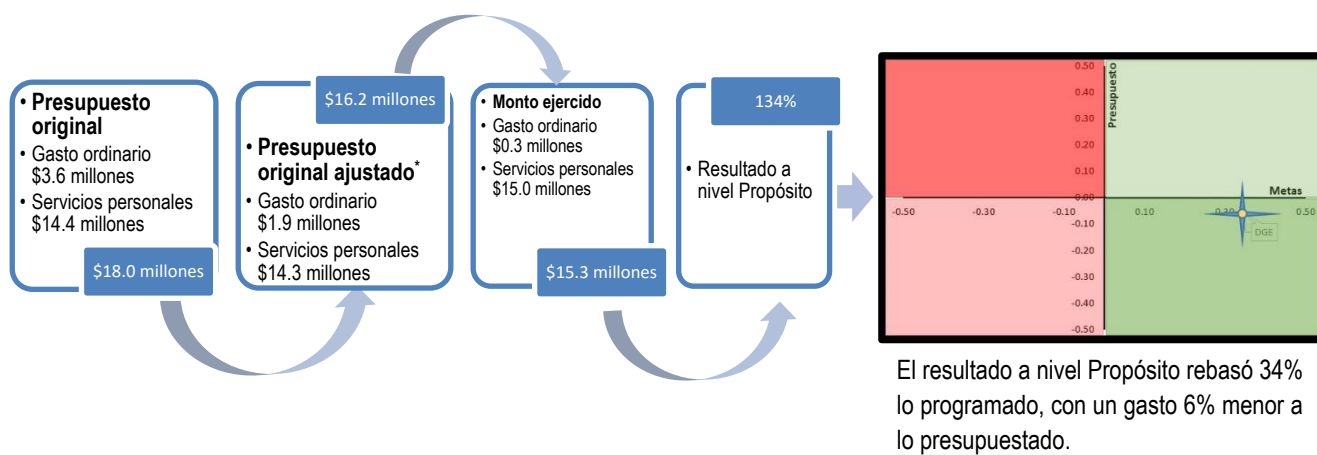 • Presupuesto
original
• Gasto ordinario
$3.6 millones
• Servicios personales
$14.4 millones
$18.0 millones
$16.2 millones
• Presupuesto
original ajustado*
• Gasto ordinario
$1.9 millones
• Servicios personales
$14.3 millones
• Monto ejercido
• Gasto ordinario
$0.3 millones
• Servicios personales
$15.0 millones
$15.3 millones
134%
• Resultado a
nivel Propósito
Presupuesto
0.50
0.40
0.30
0.20
0.10
0.00
Metas
-0.50 -0.30 -0.10 0.10 0.30 0.50
-0.10
DGE
-0.20
-0.30
-0.40
-0.50
El resultado a nivel Propósito rebasó 34%
lo programado, con un gasto 6% menor a
lo presupuestado.